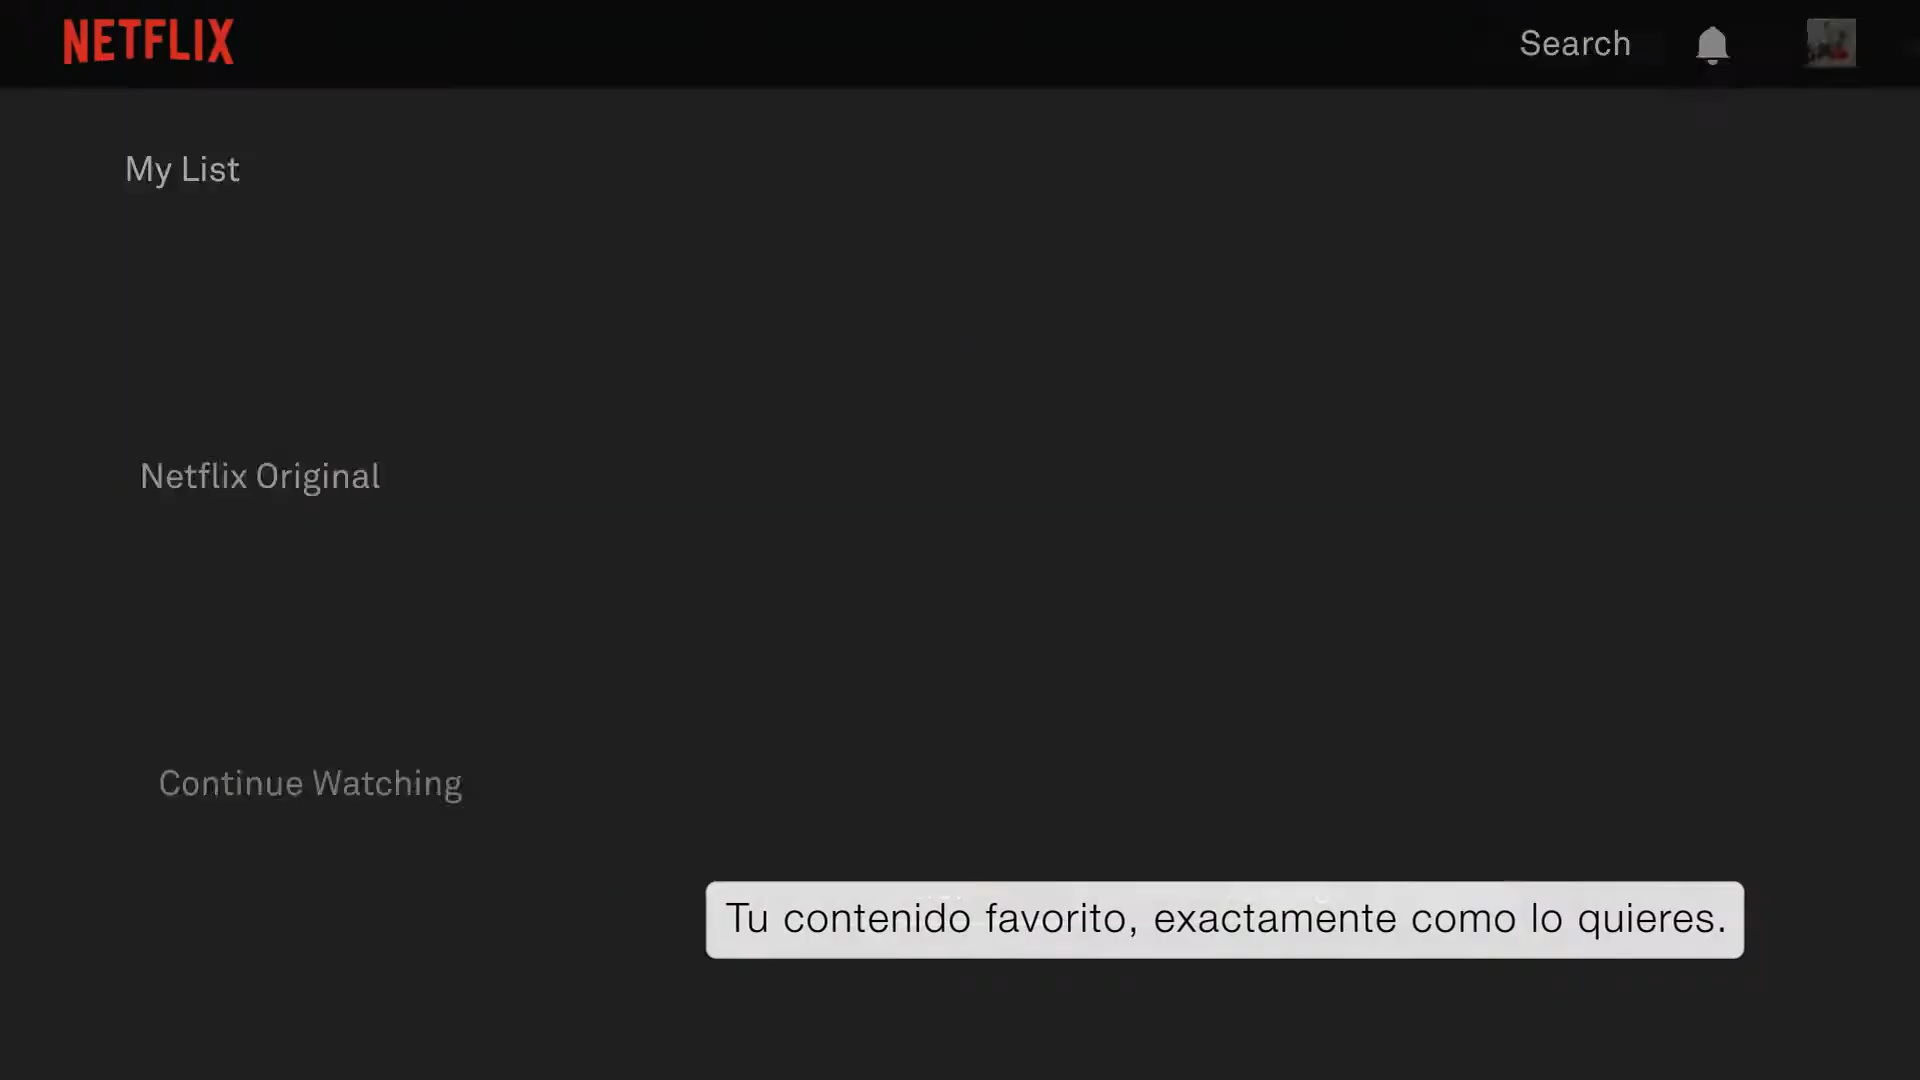 NETFLIX
Search
My List
Netflix Original
Continue Watching
Tu contenido favorito, exactamente como lo quieres.